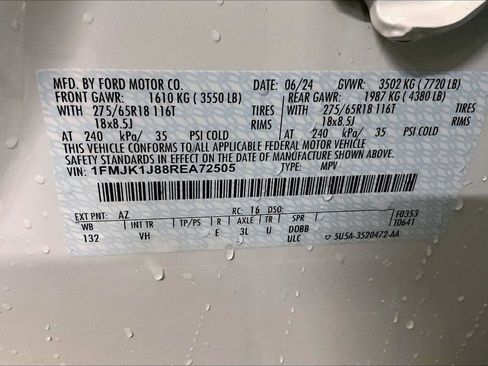 MFD. BY FORD MOTOR CO. DATE: 06/24 GVWR: 3502 KG ( 7720 LB)
FRONT GAWR: 1610 KG ( 3550 LB) REAR GAWR: 1987 KG ( 4380 LB)
WITH 275/65R18 116T TIRES WITH 275/65R18 116T TIRES
18x8.5J RIMS 18x8.5J RIMS
AT 240 kPa/ 35 PSI COLD AT 240 kPa/ 35 PSI COLD
THIS VEHICLE CONFORMS TO ALL APPLICABLE FEDERAL MOTOR VEHICLE
SAFETY STANDARDS IN EFFECT ON THE DATE OF MANUFACTURE SHOWN ABOVE.
VIN: 1FMJK1J88REA72505 TYPE: MPV
EXT PNT: AZ RC: 16 DSO: F0353
WB INT TR TP/PS R AXLE TR SPR T0641
132 VH E 3L U DDBB
ULC ▽ 5U5A-3520472-AA